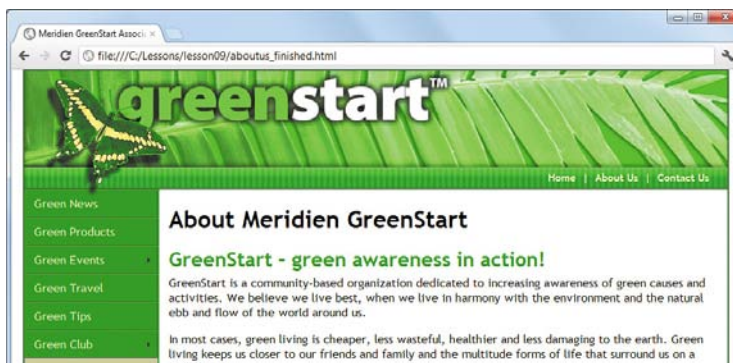 Meridien GreenStart Associ
file:///C:/Lessons/lesson09/aboutus_finished.html
greenstart™
Home | About Us | Contact Us
Green News
Green Products
Green Events
Green Travel
Green Tips
Green Club
About Meridien GreenStart
GreenStart - green awareness in action!
GreenStart is a community-based organization dedicated to increasing awareness of green causes and
activities. We believe we live best, when we live in harmony with the environment and the natural
ebb and flow of the world around us.
In most cases, green living is cheaper, less wasteful, healthier and less damaging to the earth. Green
living keeps us closer to our friends and family and the multitude forms of life that surround us on a